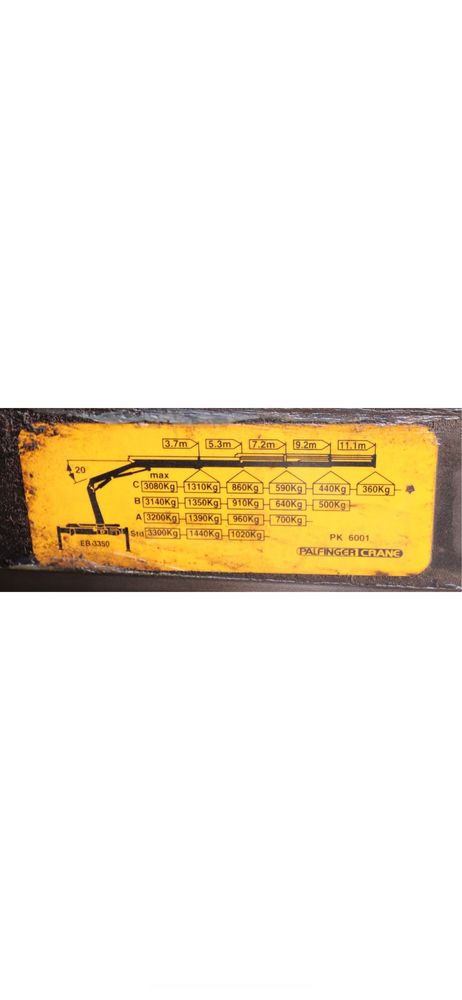 3.7m 5.3m 7.2m 9.2m 11.1m
20
max
C 3080Kg 1310Kg 860Kg 590Kg 440Kg 360Kg
B 3140Kg 1350Kg 910Kg 640Kg 500Kg
A 3200Kg 1390Kg 960Kg 700Kg
Std 3300Kg 1440Kg 1020Kg
EB 3350
PK 6001
PALFINGER CRANE